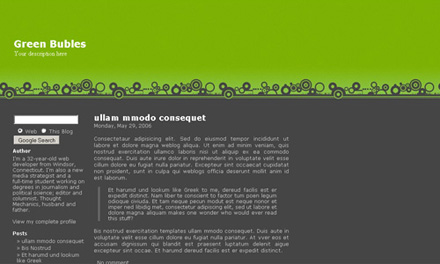 Green Bubles
Your description here
Web This Blog
Google Search
Author
I'm a 32-year-old web
developer from Windsor,
Connecticut. I'm also a new
media strategist and a
full-time student working on
degrees in journalism and
political science; editor and
columnist, Thought
Mechanics, husband and
father.
View my complete profile
Posts
» ullam mmodo consequet
» Bis Nostrud
» Et harund und lookum
like Greek to me
ullam mmodo consequet
Monday, May 29, 2006
Consectetaur adipisicing elit. Sed do eiusmod tempor incididunt ut
labore et dolore magna weblog aliqua. Ut enim ad minim veniam, quis
nostrud exercitation ullamco laboris nisi ut aliquip ex ea commodo
consequat. Duis aute irure dolor in reprehenderit in voluptate velit esse
cillum dolore eu fugiat nulla pariatur. Excepteur sint occaecat cupidatat
non proident, sunt in culpa qui weblogs officia deserunt mollit anim id
est laborum.
Et harund und lookum like Greek to me, dereud facilis est er
expedit distinct. Nam liber te conscient to factor tum poen legum
odioque civiuda. Et tam neque pecun modut est neque nonor et
imper ned libidig met, consectetur adipiscing elit, sed ut labore et
dolore magna aliquam makes one wonder who would ever read
this stuff?
Bis nostrud exercitation templates ullam mmodo consequet. Duis aute in
voluptate velit esse cillum dolore eu fugiat nulla pariatur. At vver eos et
accusam dignissum qui blandit est praesent luptatum delenit aigue
excepteur sint occae. Et harund dereud facilis est er expedit distinct.
No comment